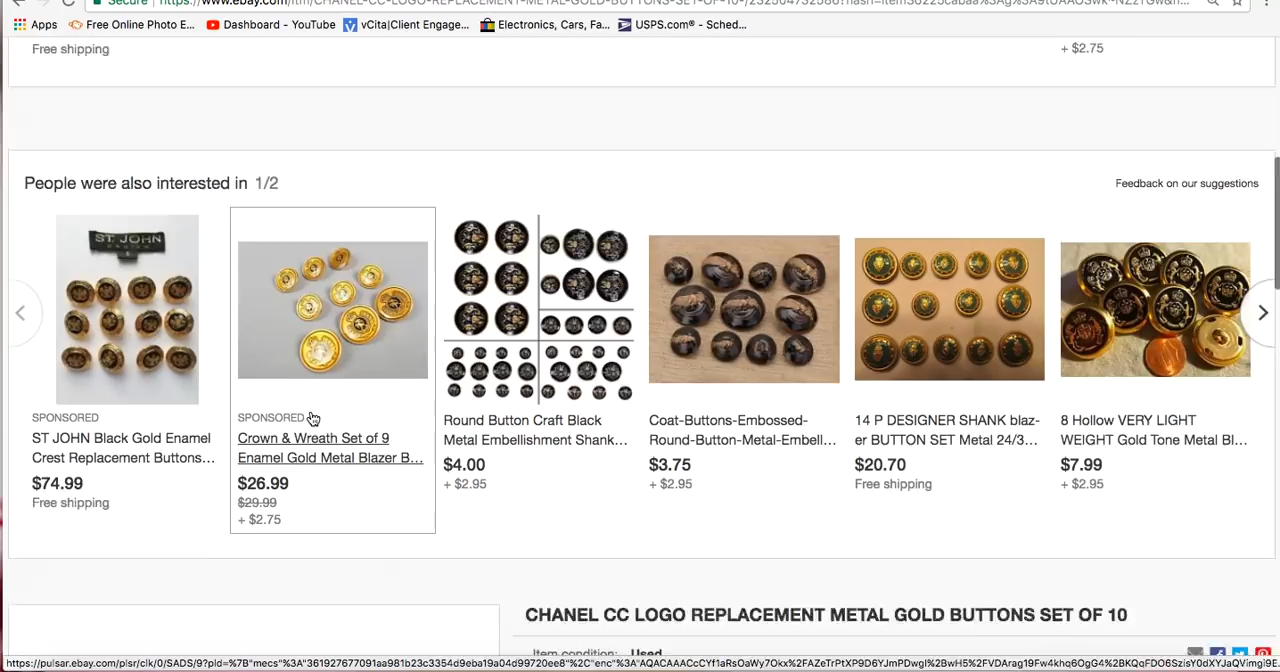 Secure
Apps Free Online Photo E... Dashboard - YouTube vCita|Client Engage... Electronics, Cars, Fa... USPS.com® - Sched...
Free shipping
+ $2.75
People were also interested in 1/2
Feedback on our suggestions
ST. JOHN
SPONSORED
ST JOHN Black Gold Enamel
Crest Replacement Buttons...
$74.99
Free shipping
SPONSORED
Crown & Wreath Set of 9
Enamel Gold Metal Blazer B...
$26.99
$29.99
+ $2.75
Round Button Craft Black
Metal Embellishment Shank...
$4.00
+ $2.95
Coat-Buttons-Embossed-
Round-Button-Metal-Embell...
$3.75
+ $2.95
14 P DESIGNER SHANK blaz-
er BUTTON SET Metal 24/3...
$20.70
Free shipping
8 Hollow VERY LIGHT
WEIGHT Gold Tone Metal Bl...
$7.99
+ $2.95
CHANEL CC LOGO REPLACEMENT METAL GOLD BUTTONS SET OF 10
Item condition: Used